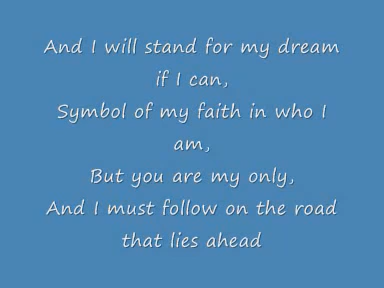 And I will stand for my dream
if I can,
Symbol of my faith in who I
am,
But you are my only,
And I must follow on the road
that lies ahead